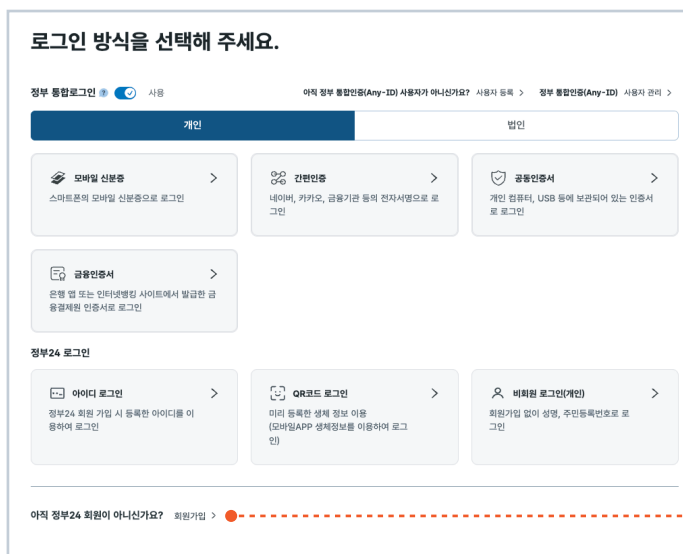 로그인 방식을 선택해 주세요.
정부 통합로그인 ? 사용 아직 정부 통합인증(Any-ID) 사용자가 아니신가요? 사용자 등록 > 정부 통합인증(Any-ID) 사용자 관리 >
개인 법인
모바일 신분증 >
스마트폰의 모바일 신분증으로 로그인
간편인증 >
네이버, 카카오, 금융기관 등의 전자서명으로 로
그인
공동인증서 >
개인 컴퓨터, USB 등에 보관되어 있는 인증서
로 로그인
금융인증서 >
은행 앱 또는 인터넷뱅킹 사이트에서 발급한 금
융결제원 인증서로 로그인
정부24 로그인
아이디 로그인 >
정부24 회원 가입 시 등록한 아이디를 이
용하여 로그인
QR코드 로그인 >
미리 등록한 생체 정보 이용
(모바일APP 생체정보를 이용하여 로그
인)
비회원 로그인(개인) >
회원가입 없이 성명, 주민등록번호로 로
그인
아직 정부24 회원이 아니신가요? 회원가입 >